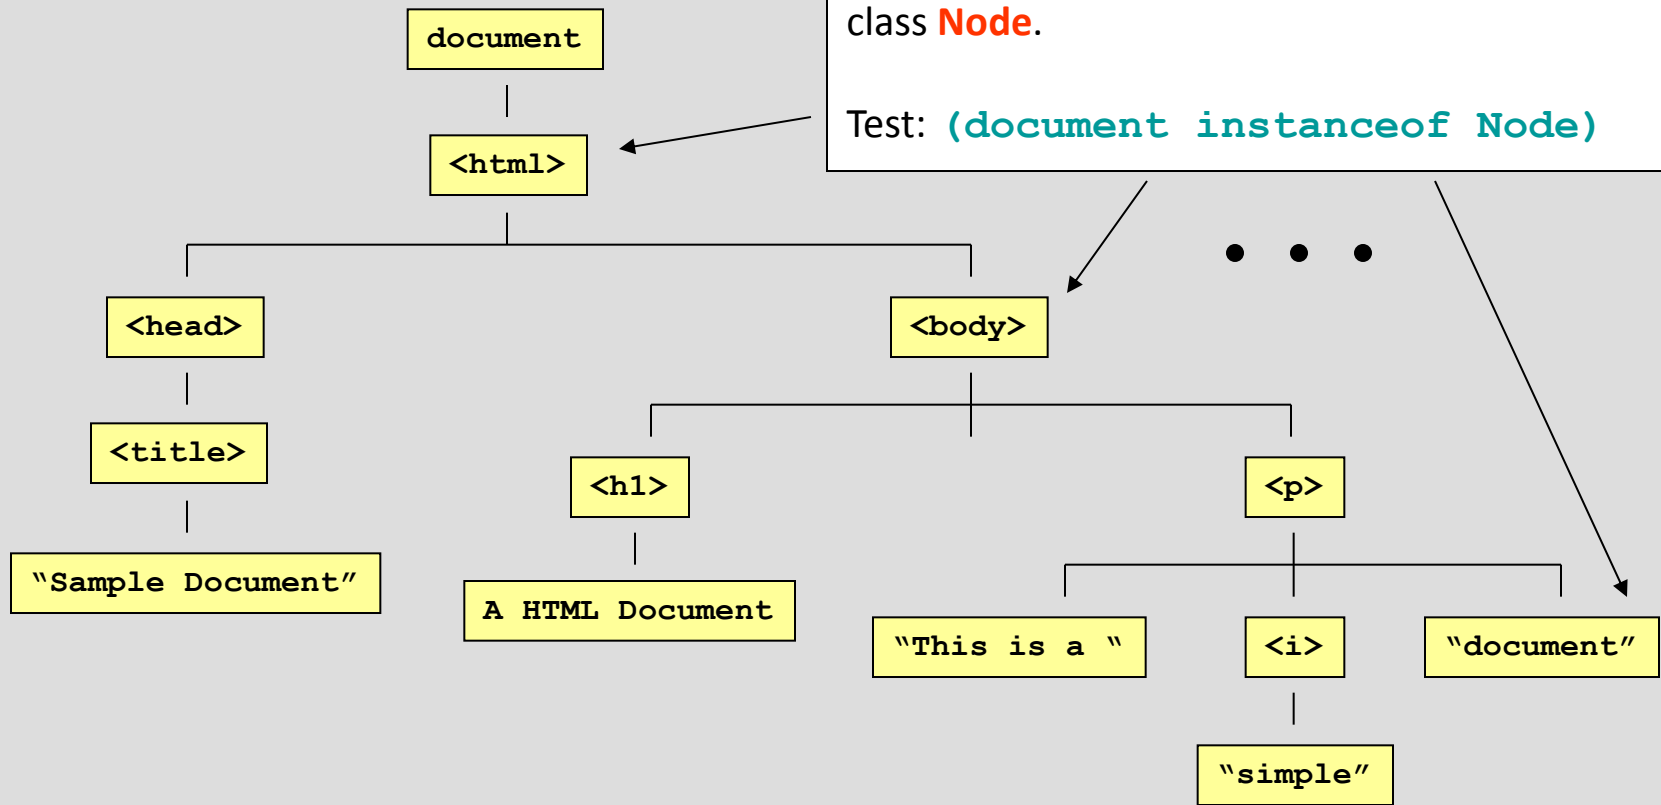 document
class Node.
Test: (document instanceof Node)
<html>
<head>
<body>
<title>
<h1>
<p>
“Sample Document”
A HTML Document
“This is a “
<i>
“document”
“simple”